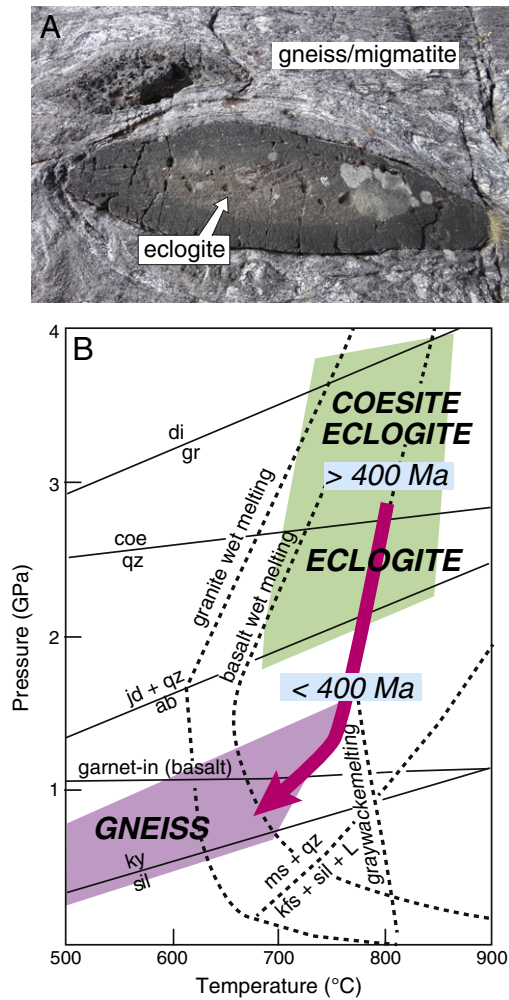 A
gneiss/migmatite
eclogite
B
4
3
2
1
Pressure (GPa)
500
600
700
800
900
Temperature (°C)
COESITE
ECLOGITE
> 400 Ma
ECLOGITE
< 400 Ma
GNEISS
di
gr
coe
qz
granite wet melting
basalt wet melting
jd + qz
ab
garnet-in (basalt)
ky
sil
ms + qz
kfs + sil + L
graywackemelting